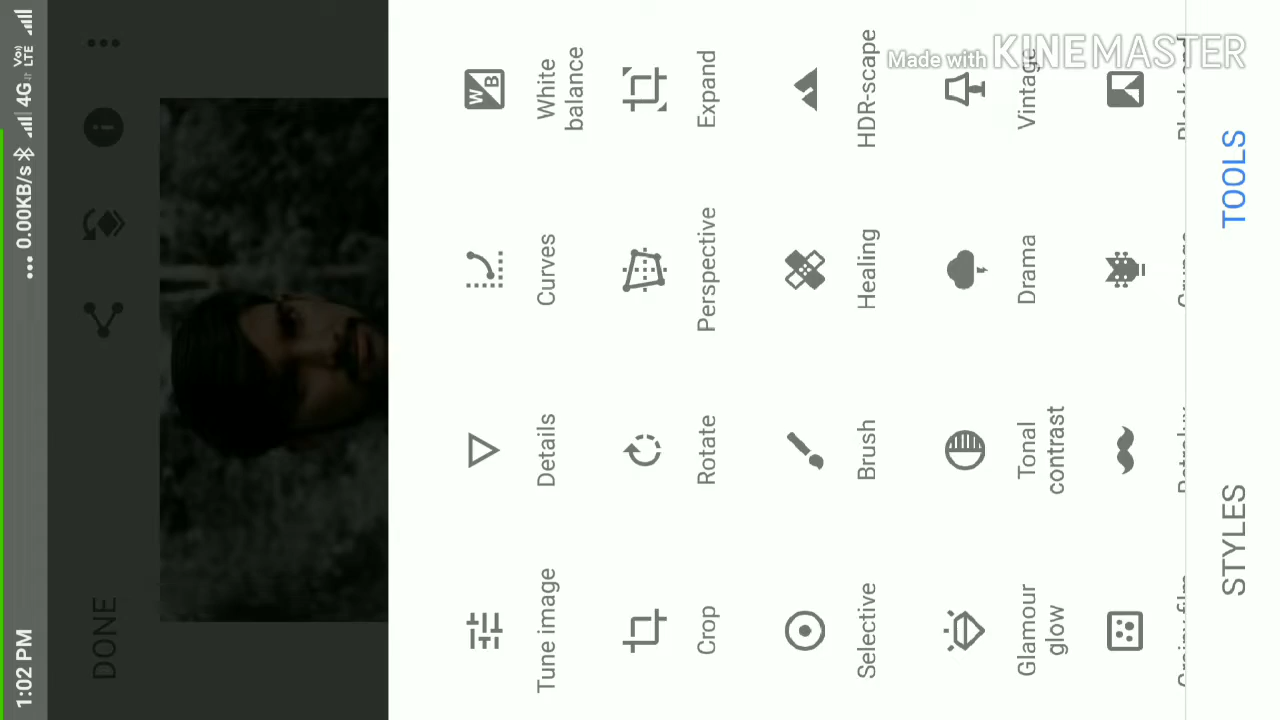 1:02 PM
... 0.00KB/s
4G
Vo))
LTE
DONE
Tune image
Details
Curves
White
balance
Crop
Rotate
Perspective
Expand
Selective
Brush
Healing
HDR-scape
Glamour
glow
Tonal
contrast
Drama
Vintage
STYLES
TOOLS
Made with KINEMASTER